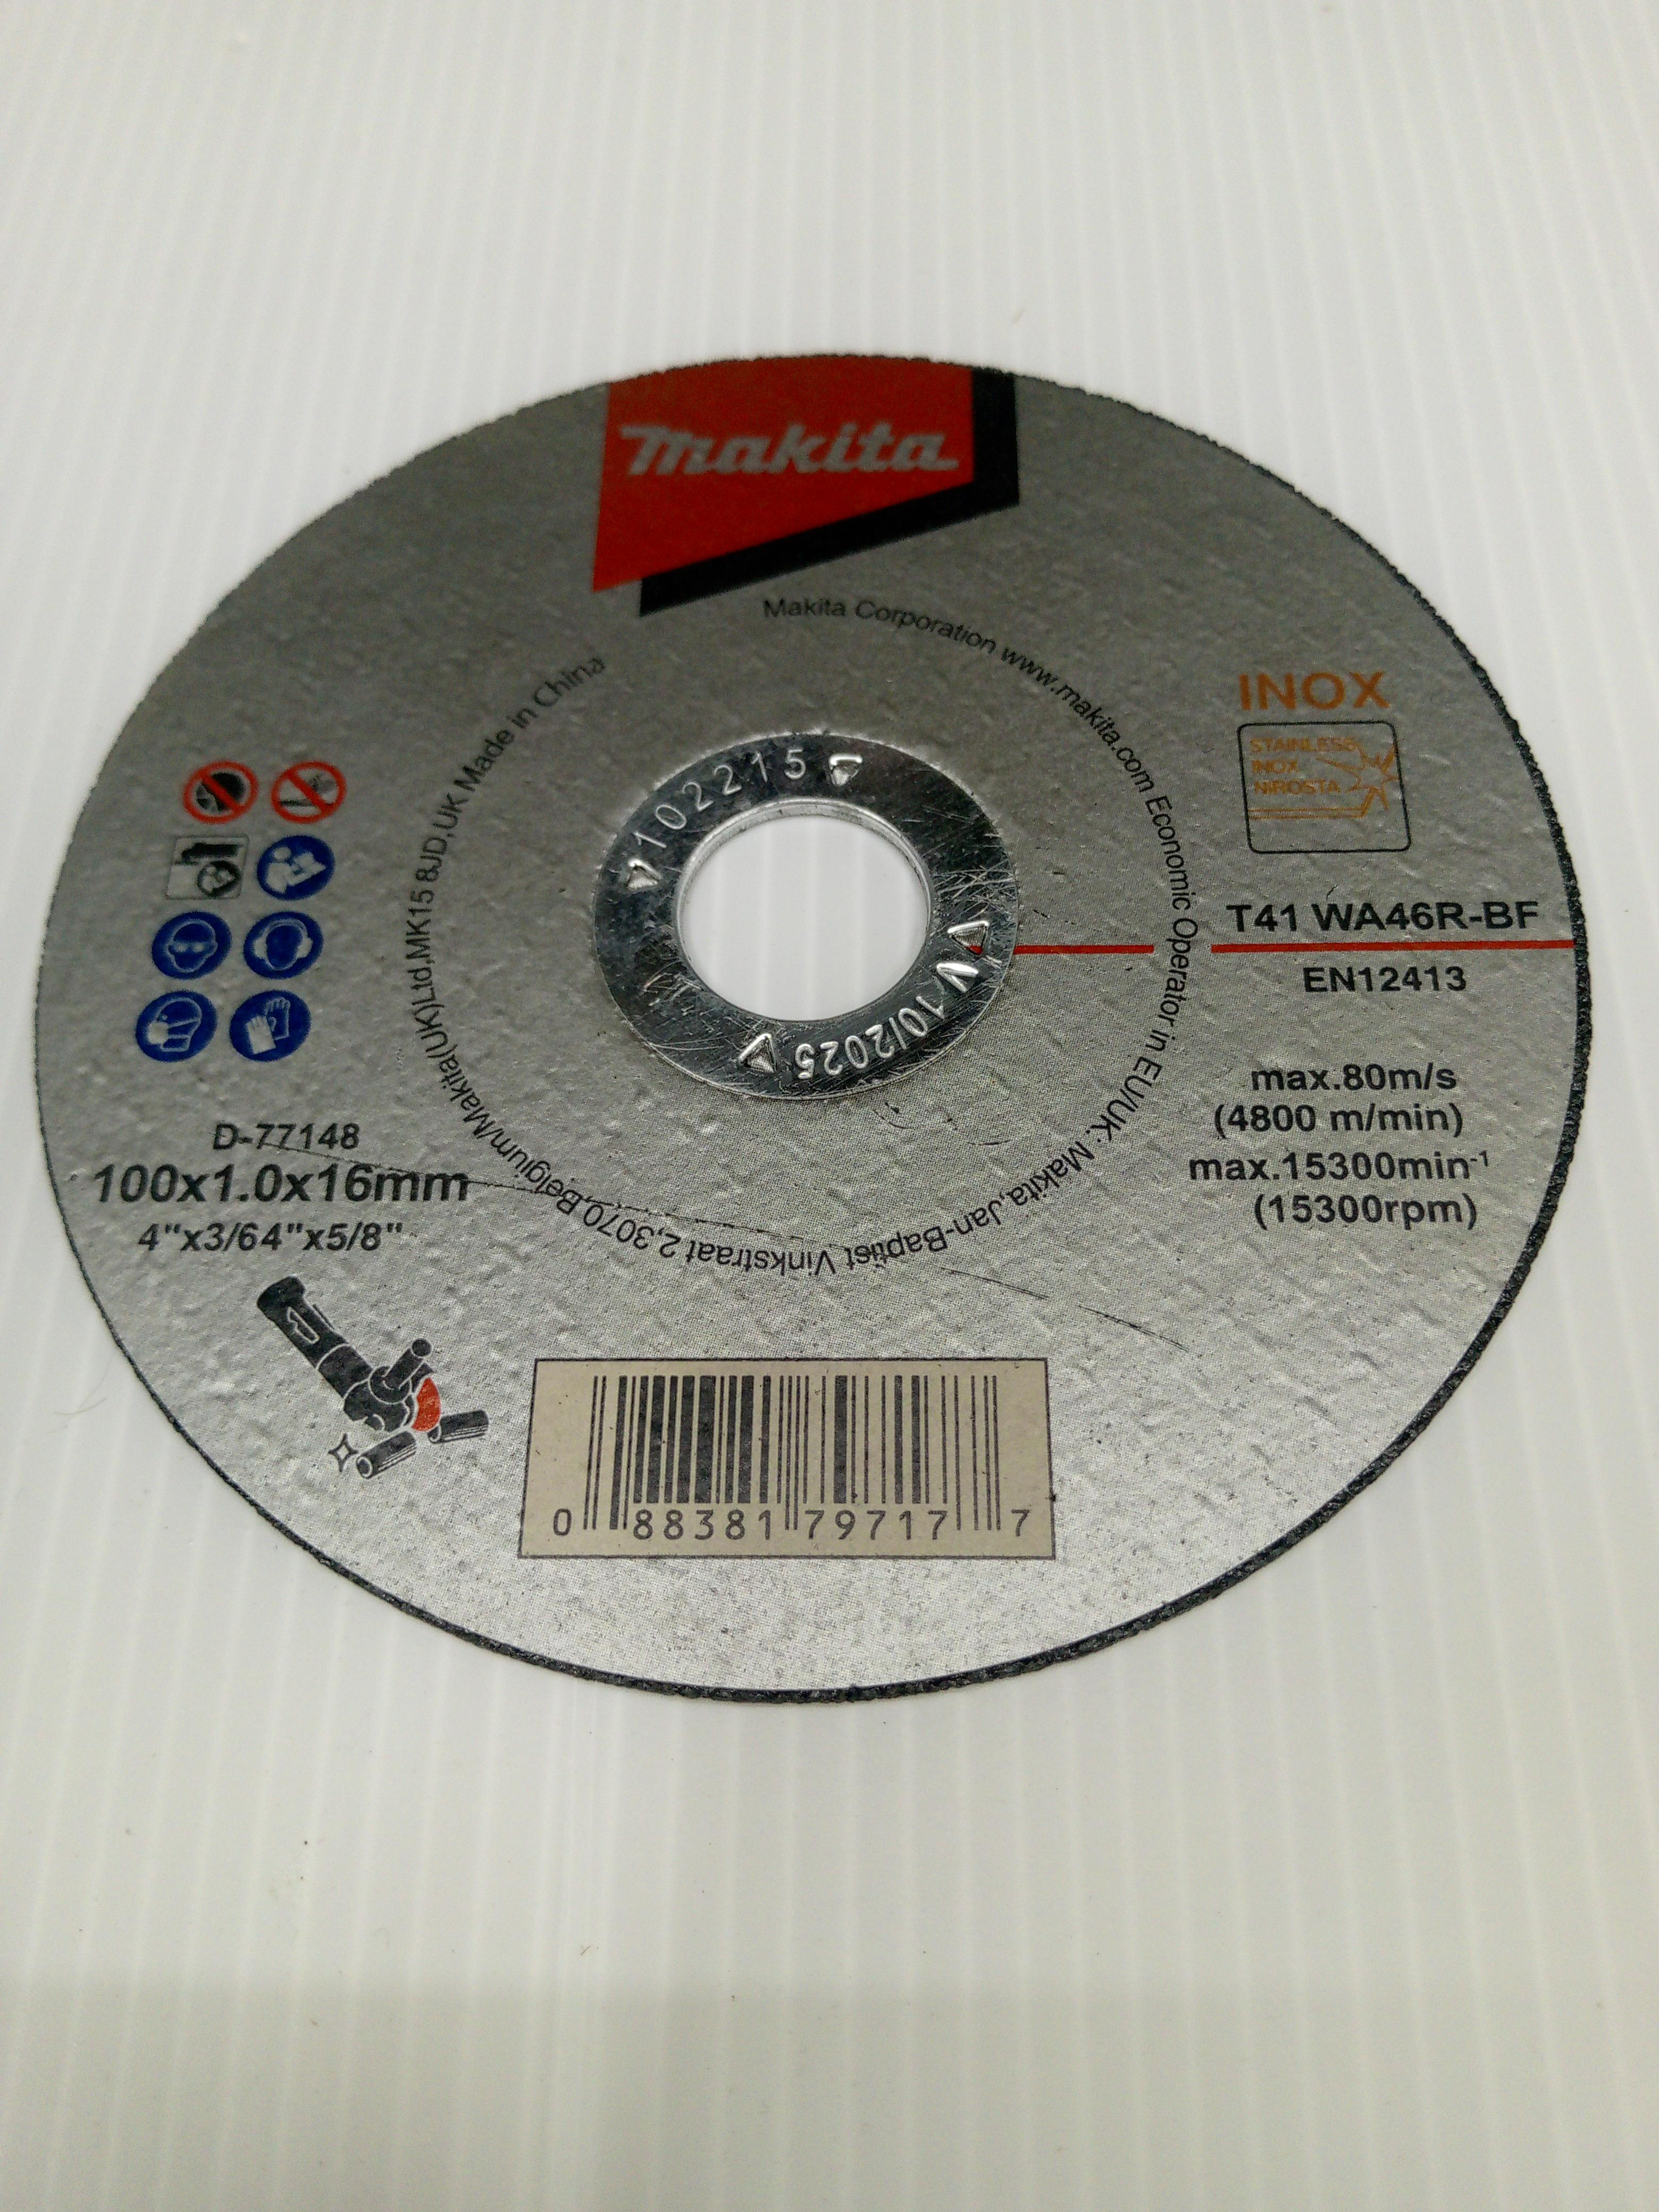 makita
Makita Corporation www.makita.com Economic Operator in EU/UK: Makita,Jan-Baptist Vinkstraat 2,3070,Belgium/Makita(UK)Ltd,MK15 8JD,UK Made in China
INOX
STAINLESS
INOX
NIROSTA
1022215
V 10/2025
T41 WA46R-BF
EN12413
max.80m/s
(4800 m/min)
max.15300min-1
(15300rpm)
D-77148
100x1.0x16mm
4"x3/64"x5/8"
0 88381 79717 7